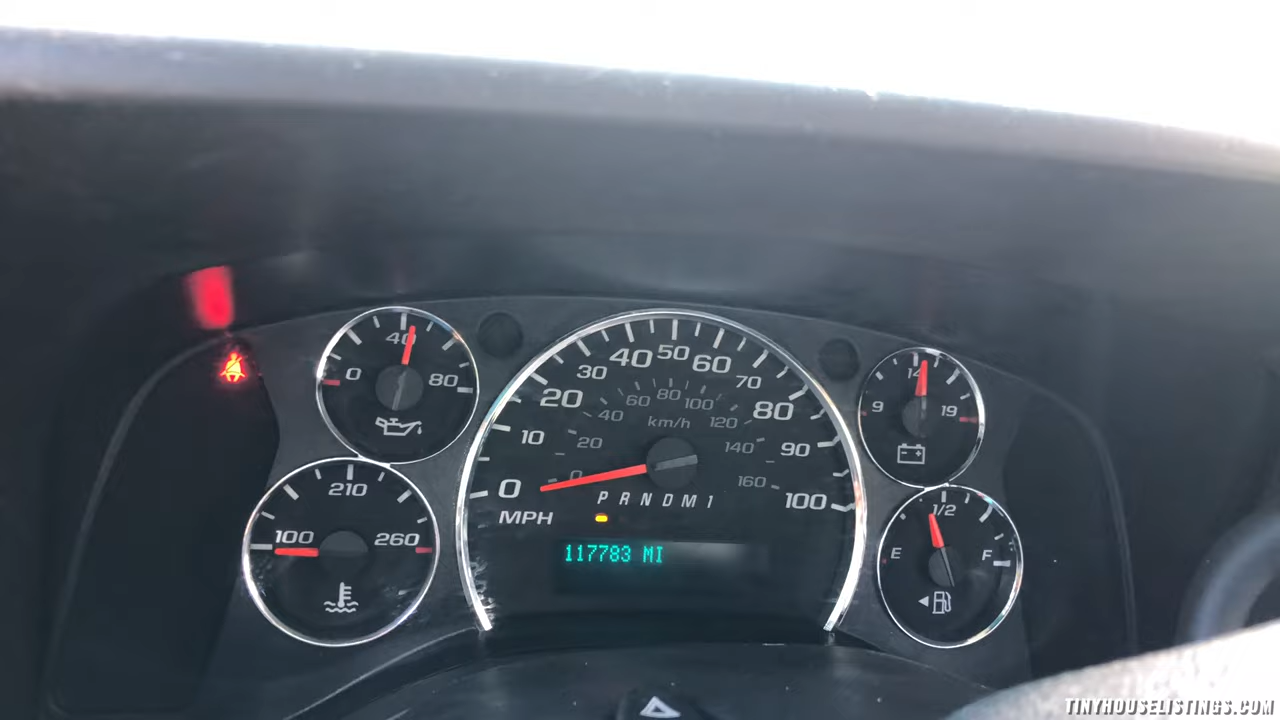 0 40 80
100 210 260
0 10 20 30 40 50 60 70 80 90 100
0 20 40 60 80 100 120 140 160
km/h
MPH
P R N D M 1
117783 MI
9 14 19
E 1/2 F
TINYHOUSELISTINGS.COM